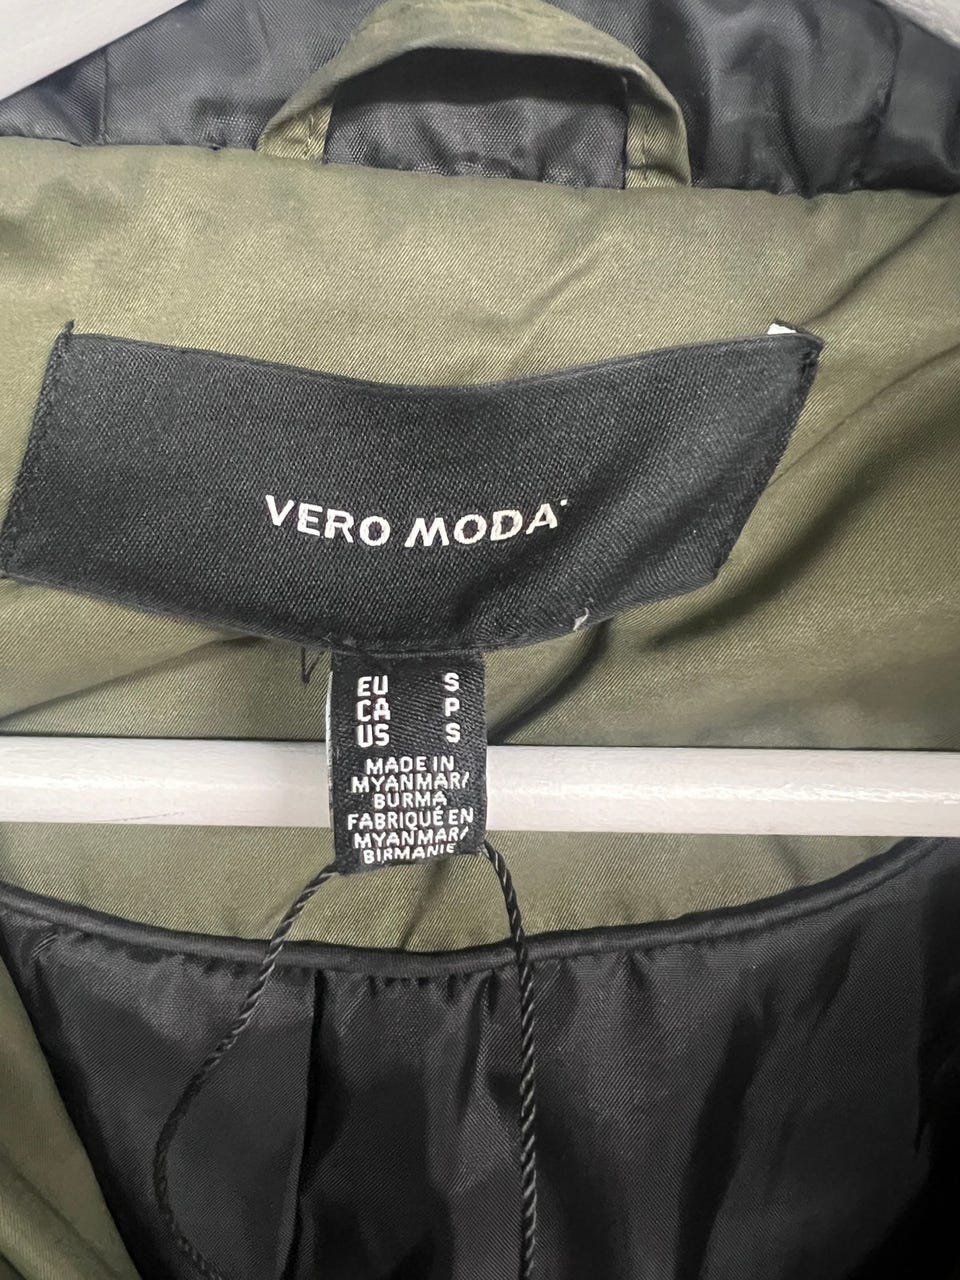 VERO MODA
EU S
CA P
US S
MADE IN
MYANMAR/
BURMA
FABRIQUÉ EN
MYANMAR/
BIRMANIE